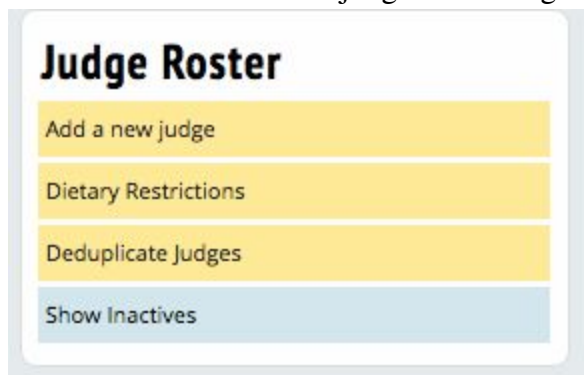 Judge Roster
Add a new judge
Dietary Restrictions
Deduplicate Judges
Show Inactives